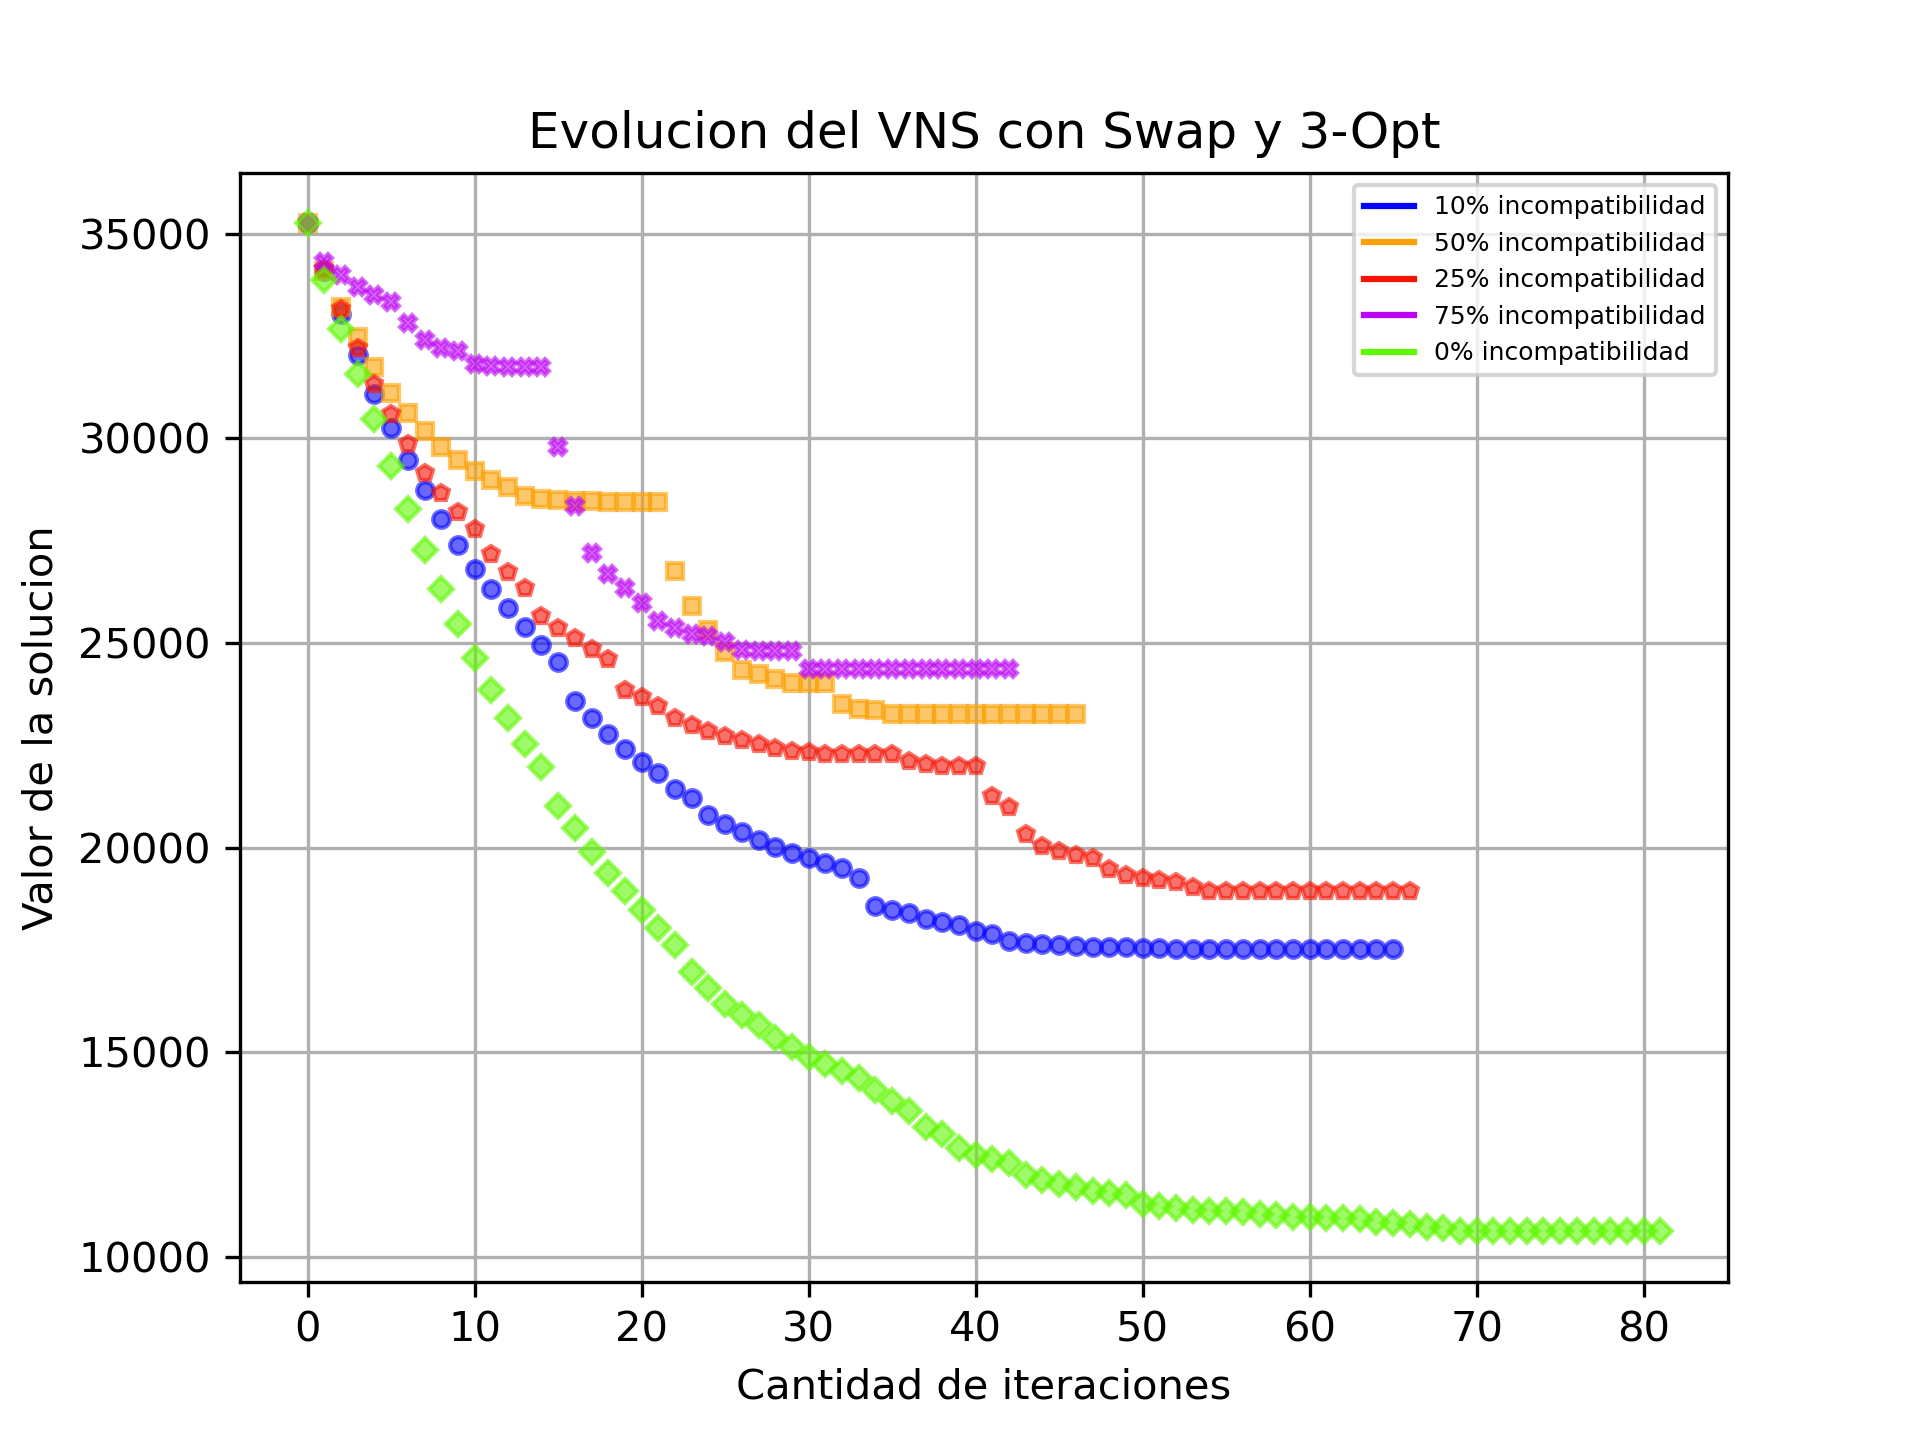 Evolucion del VNS con Swap y 3-Opt
10% incompatibilidad
50% incompatibilidad
25% incompatibilidad
75% incompatibilidad
0% incompatibilidad
Valor de la solucion
35000
30000
25000
20000
15000
10000
0 10 20 30 40 50 60 70 80
Cantidad de iteraciones